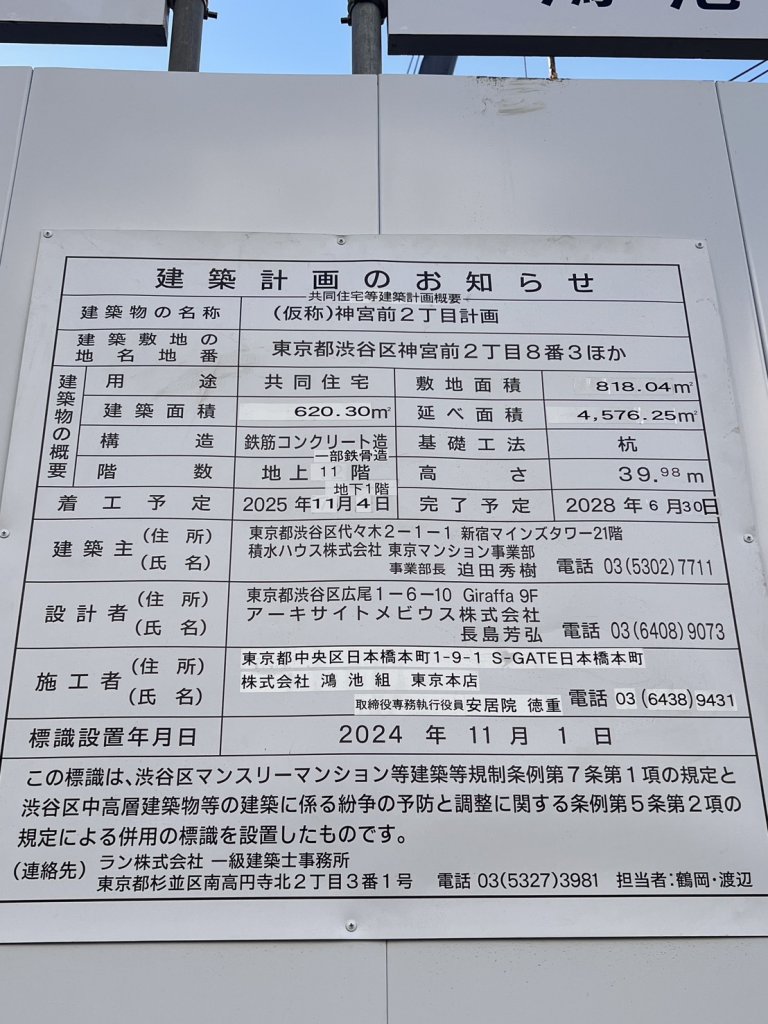 鴻池
建築計画のお知らせ
共同住宅等建築計画概要
建築物の名称 (仮称)神宮前2丁目計画
建築敷地の地名地番 東京都渋谷区神宮前2丁目8番3ほか
建築物の概要
用途 共同住宅 敷地面積 818.04㎡
建築面積 620.30㎡ 延べ面積 4,576.25㎡
構造 鉄筋コンクリート造 一部鉄骨造 基礎工法 杭
階数 地上11階 地下1階 高さ 39.98m
着工予定 2025年11月4日 完了予定 2028年6月30日
建築主 (住所) 東京都渋谷区代々木2-1-1 新宿マインズタワー21階
(氏名) 積水ハウス株式会社 東京マンション事業部
事業部長 迫田秀樹 電話 03(5302)7711
設計者 (住所) 東京都渋谷区広尾1-6-10 Giraffa 9F
(氏名) アーキサイトメビウス株式会社
長島芳弘 電話 03(6408)9073
施工者 (住所) 東京都中央区日本橋本町1-9-1 S-GATE日本橋本町
(氏名) 株式会社 鴻池組 東京本店
取締役専務執行役員 安居院 徳重 電話 03(6438)9431
標識設置年月日 2024年11月1日
この標識は、渋谷区マンスリーマンション等建築等規制条例第7条第1項の規定と
渋谷区中高層建築物等の建築に係る紛争の予防と調整に関する条例第5条第2項の
規定による併用の標識を設置したものです。
(連絡先) ラン株式会社 一級建築士事務所
東京都杉並区南高円寺北2丁目3番1号 電話 03(5327)3981 担当者:鶴岡・渡辺